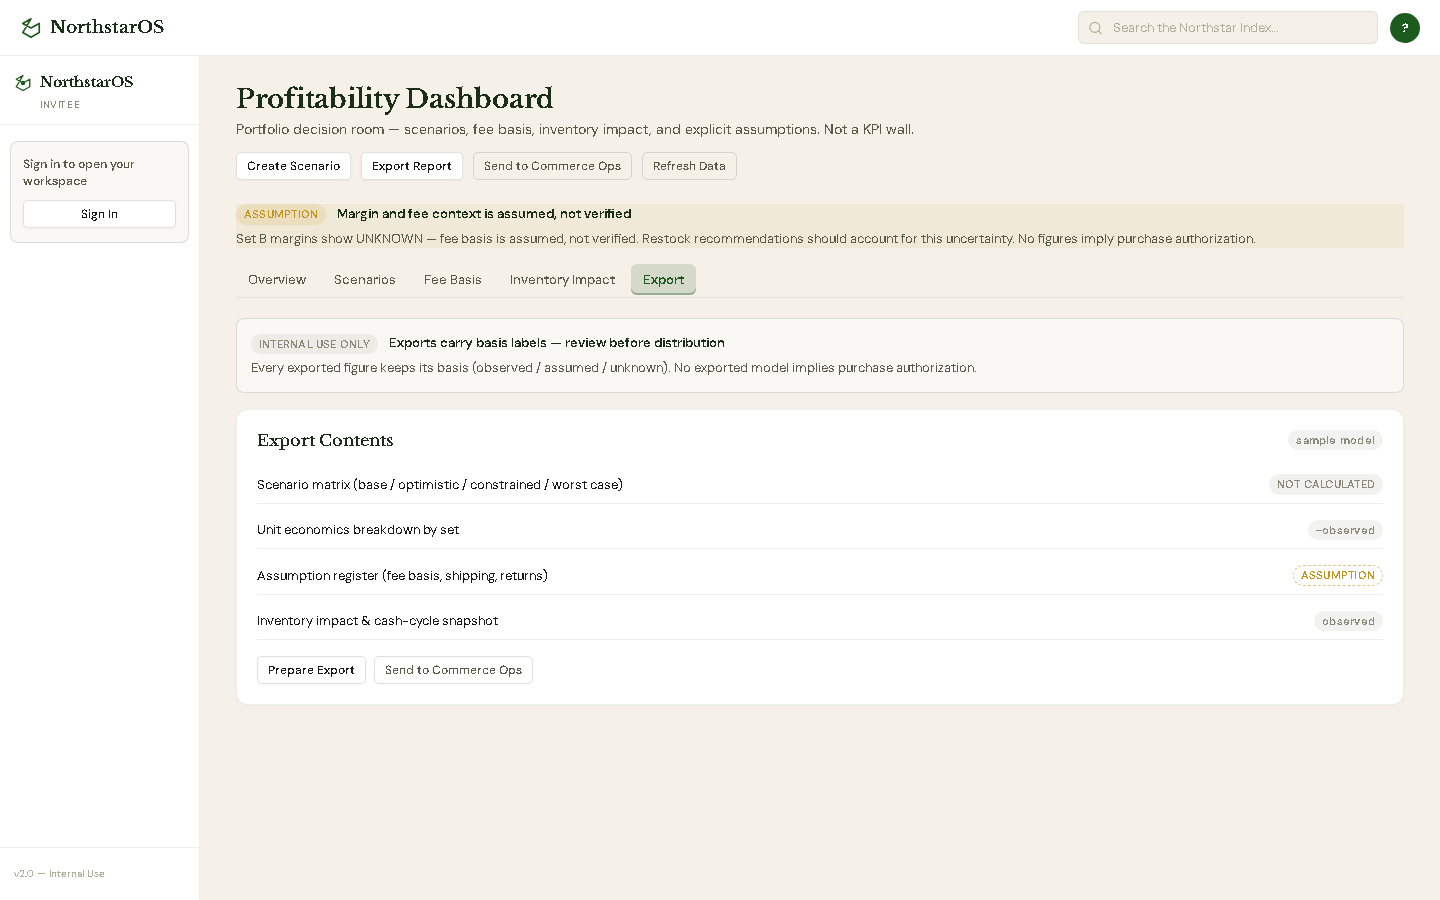 NorthstarOS
Search the Northstar Index...
?
NorthstarOS
INVITEE
Sign in to open your
workspace
Sign In
v2.0 — Internal Use
Profitability Dashboard
Portfolio decision room — scenarios, fee basis, inventory impact, and explicit assumptions. Not a KPI wall.
Create Scenario
Export Report
Send to Commerce Ops
Refresh Data
ASSUMPTION Margin and fee context is assumed, not verified
Set B margins show UNKNOWN — fee basis is assumed, not verified. Restock recommendations should account for this uncertainty. No figures imply purchase authorization.
Overview
Scenarios
Fee Basis
Inventory Impact
Export
INTERNAL USE ONLY Exports carry basis labels — review before distribution
Every exported figure keeps its basis (observed / assumed / unknown). No exported model implies purchase authorization.
Export Contents
sample model
Scenario matrix (base / optimistic / constrained / worst case)
NOT CALCULATED
Unit economics breakdown by set
~observed
Assumption register (fee basis, shipping, returns)
ASSUMPTION
Inventory impact & cash-cycle snapshot
observed
Prepare Export
Send to Commerce Ops